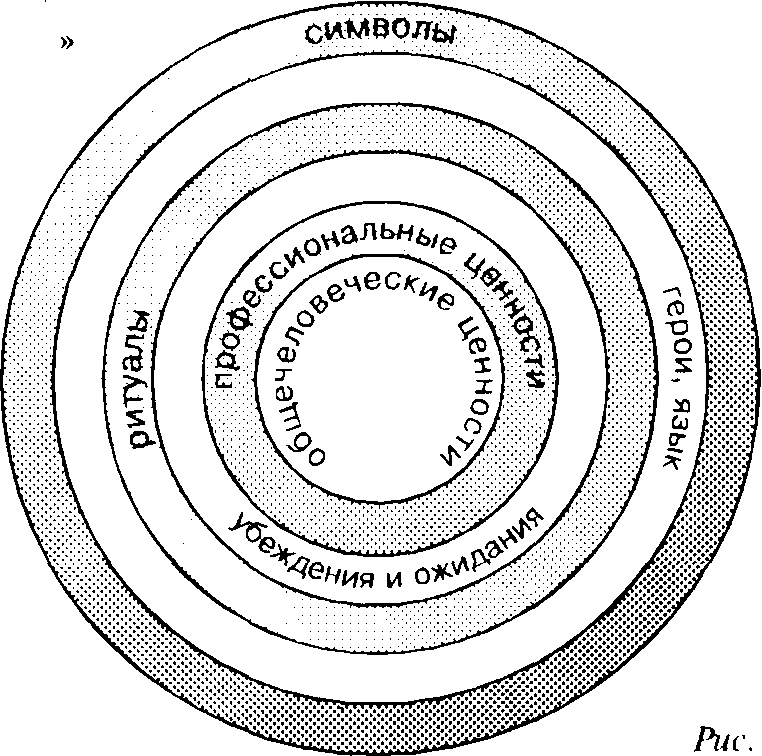 »
символы
герои, язык
ритуалы
убеждения и ожидания
профессиональные ценности
общечеловеческие ценности
Рис.